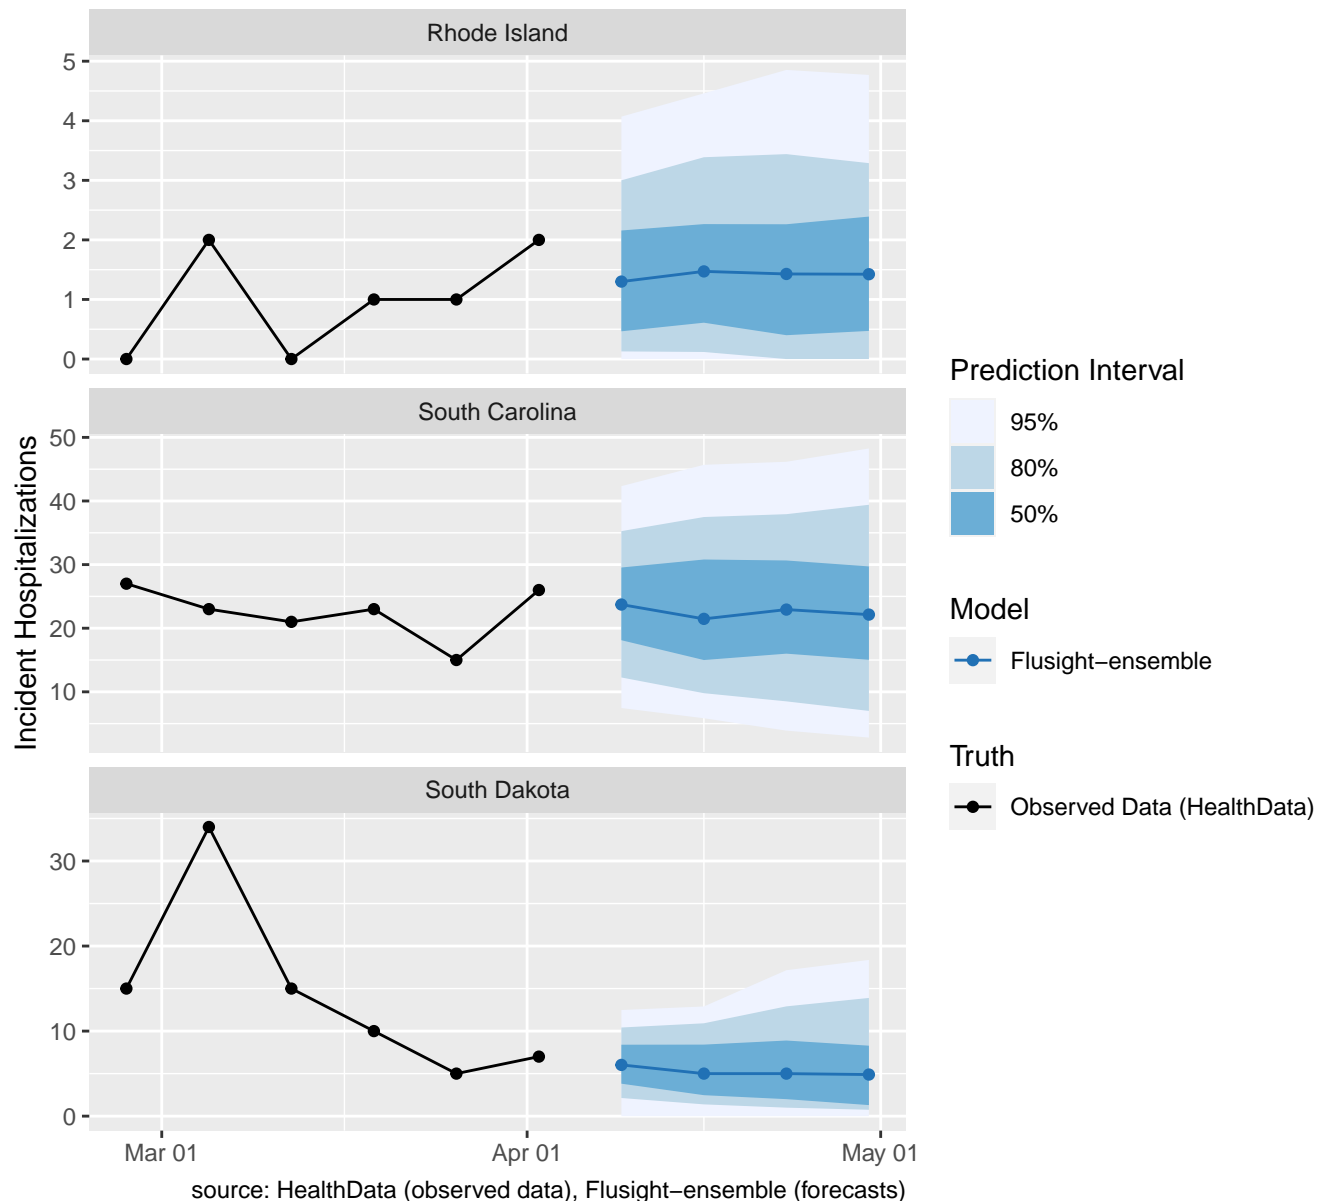 Rhode Island
5
4
3
2
1
0
South Carolina
50
40
30
20
10
South Dakota
30
20
10
0
Incident Hospitalizations
Mar 01
Apr 01
May 01
source: HealthData (observed data), Flusight−ensemble (forecasts)
Prediction Interval
95%
80%
50%
Model
Flusight−ensemble
Truth
Observed Data (HealthData)